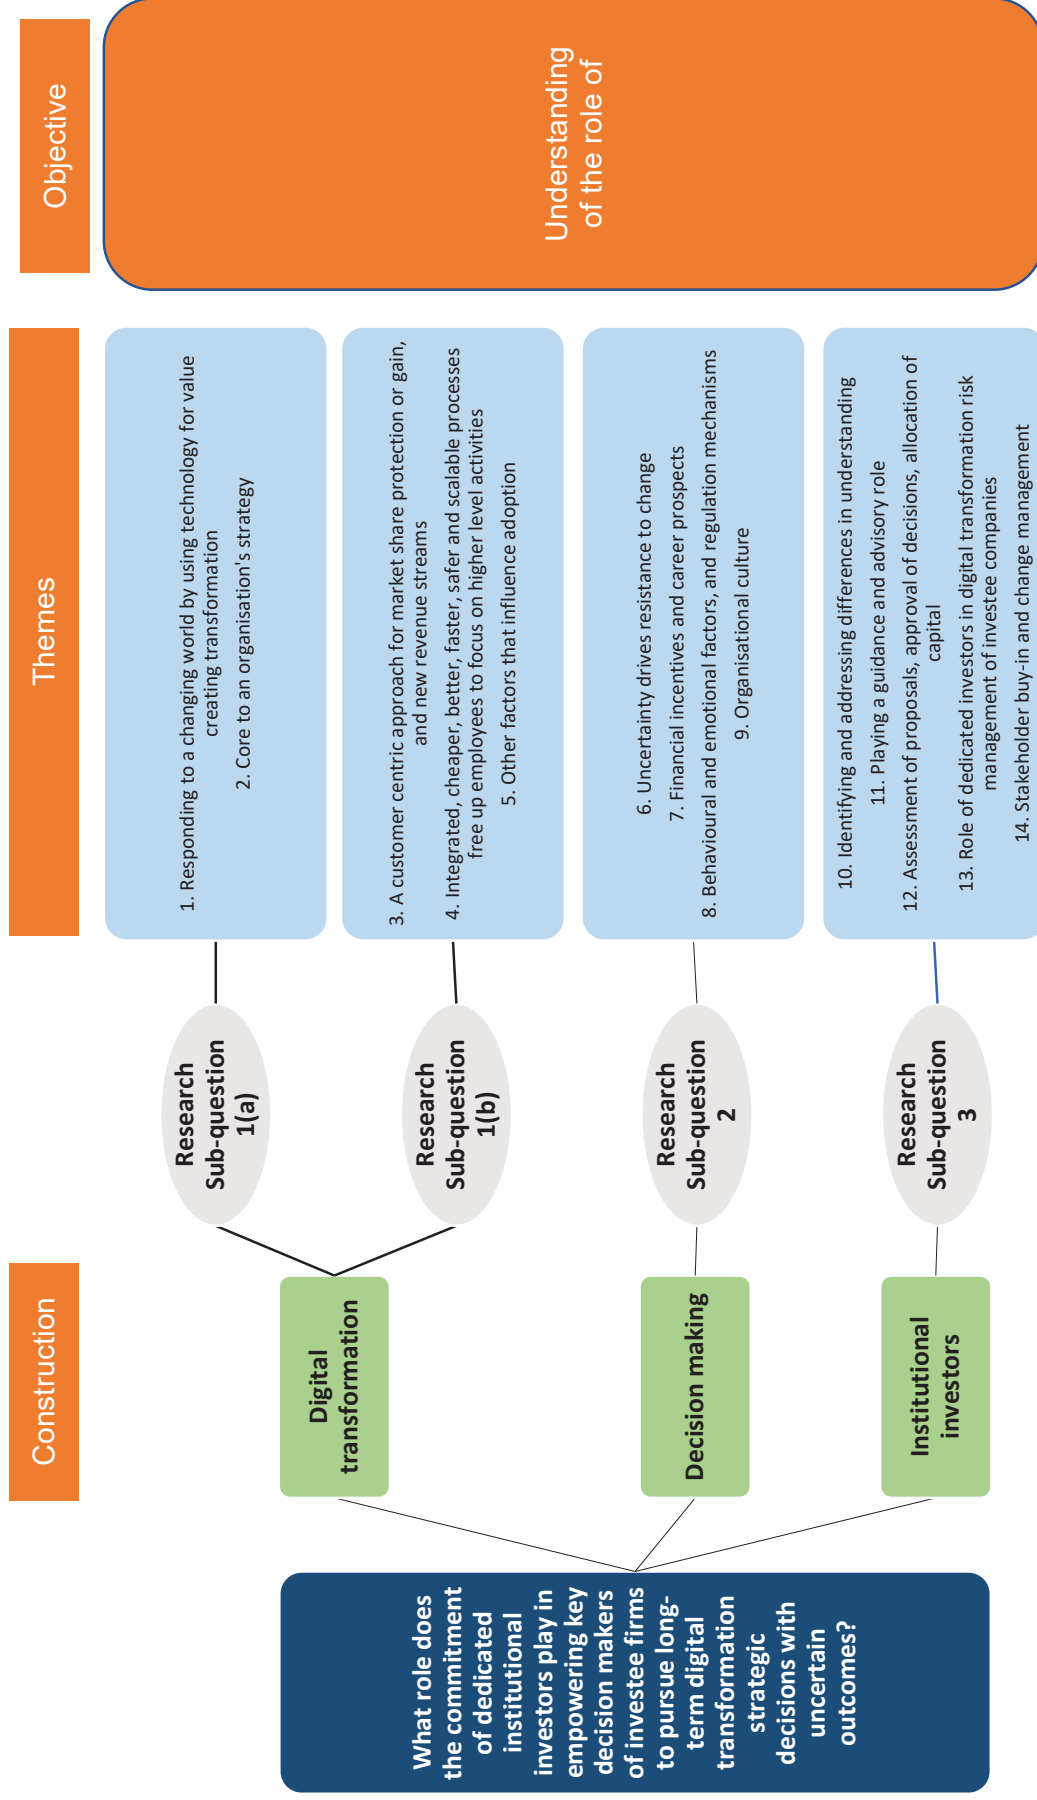 Construction
Themes
Objective
What role does
the commitment
of dedicated
institutional
investors play in
empowering key
decision makers
of investee firms
to pursue long-
term digital
transformation
strategic
decisions with
uncertain
outcomes?
Digital
transformation
Decision making
Institutional
investors
Research
Sub-question
1(a)
Research
Sub-question
1(b)
Research
Sub-question
2
Research
Sub-question
3
1. Responding to a changing world by using technology for value
creating transformation
2. Core to an organisation's strategy
3. A customer centric approach for market share protection or gain,
and new revenue streams
4. Integrated, cheaper, better, faster, safer and scalable processes
free up employees to focus on higher level activities
5. Other factors that influence adoption
6. Uncertainty drives resistance to change
7. Financial incentives and career prospects
8. Behavioural and emotional factors, and regulation mechanisms
9. Organisational culture
10. Identifying and addressing differences in understanding
11. Playing a guidance and advisory role
12. Assessment of proposals, approval of decisions, allocation of
capital
13. Role of dedicated investors in digital transformation risk
management of investee companies
14. Stakeholder buy-in and change management
Understanding
of the role of